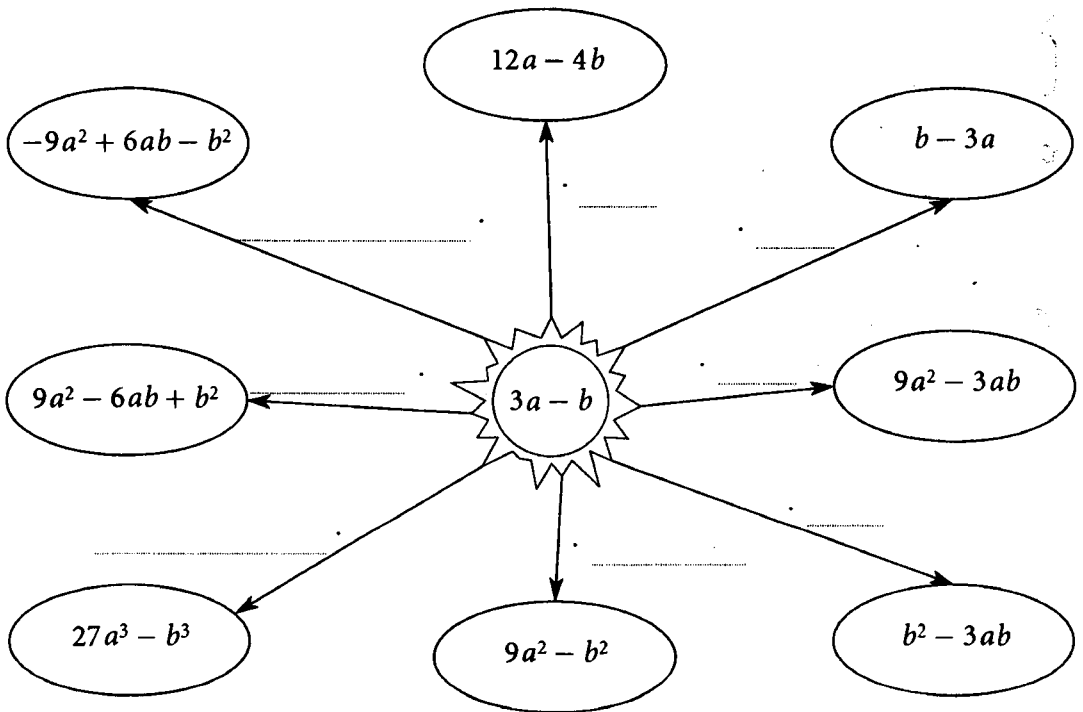 12a − 4b
−9a² + 6ab − b²
b − 3a
9a² − 6ab + b²
3a − b
9a² − 3ab
27a³ − b³
9a² − b²
b² − 3ab